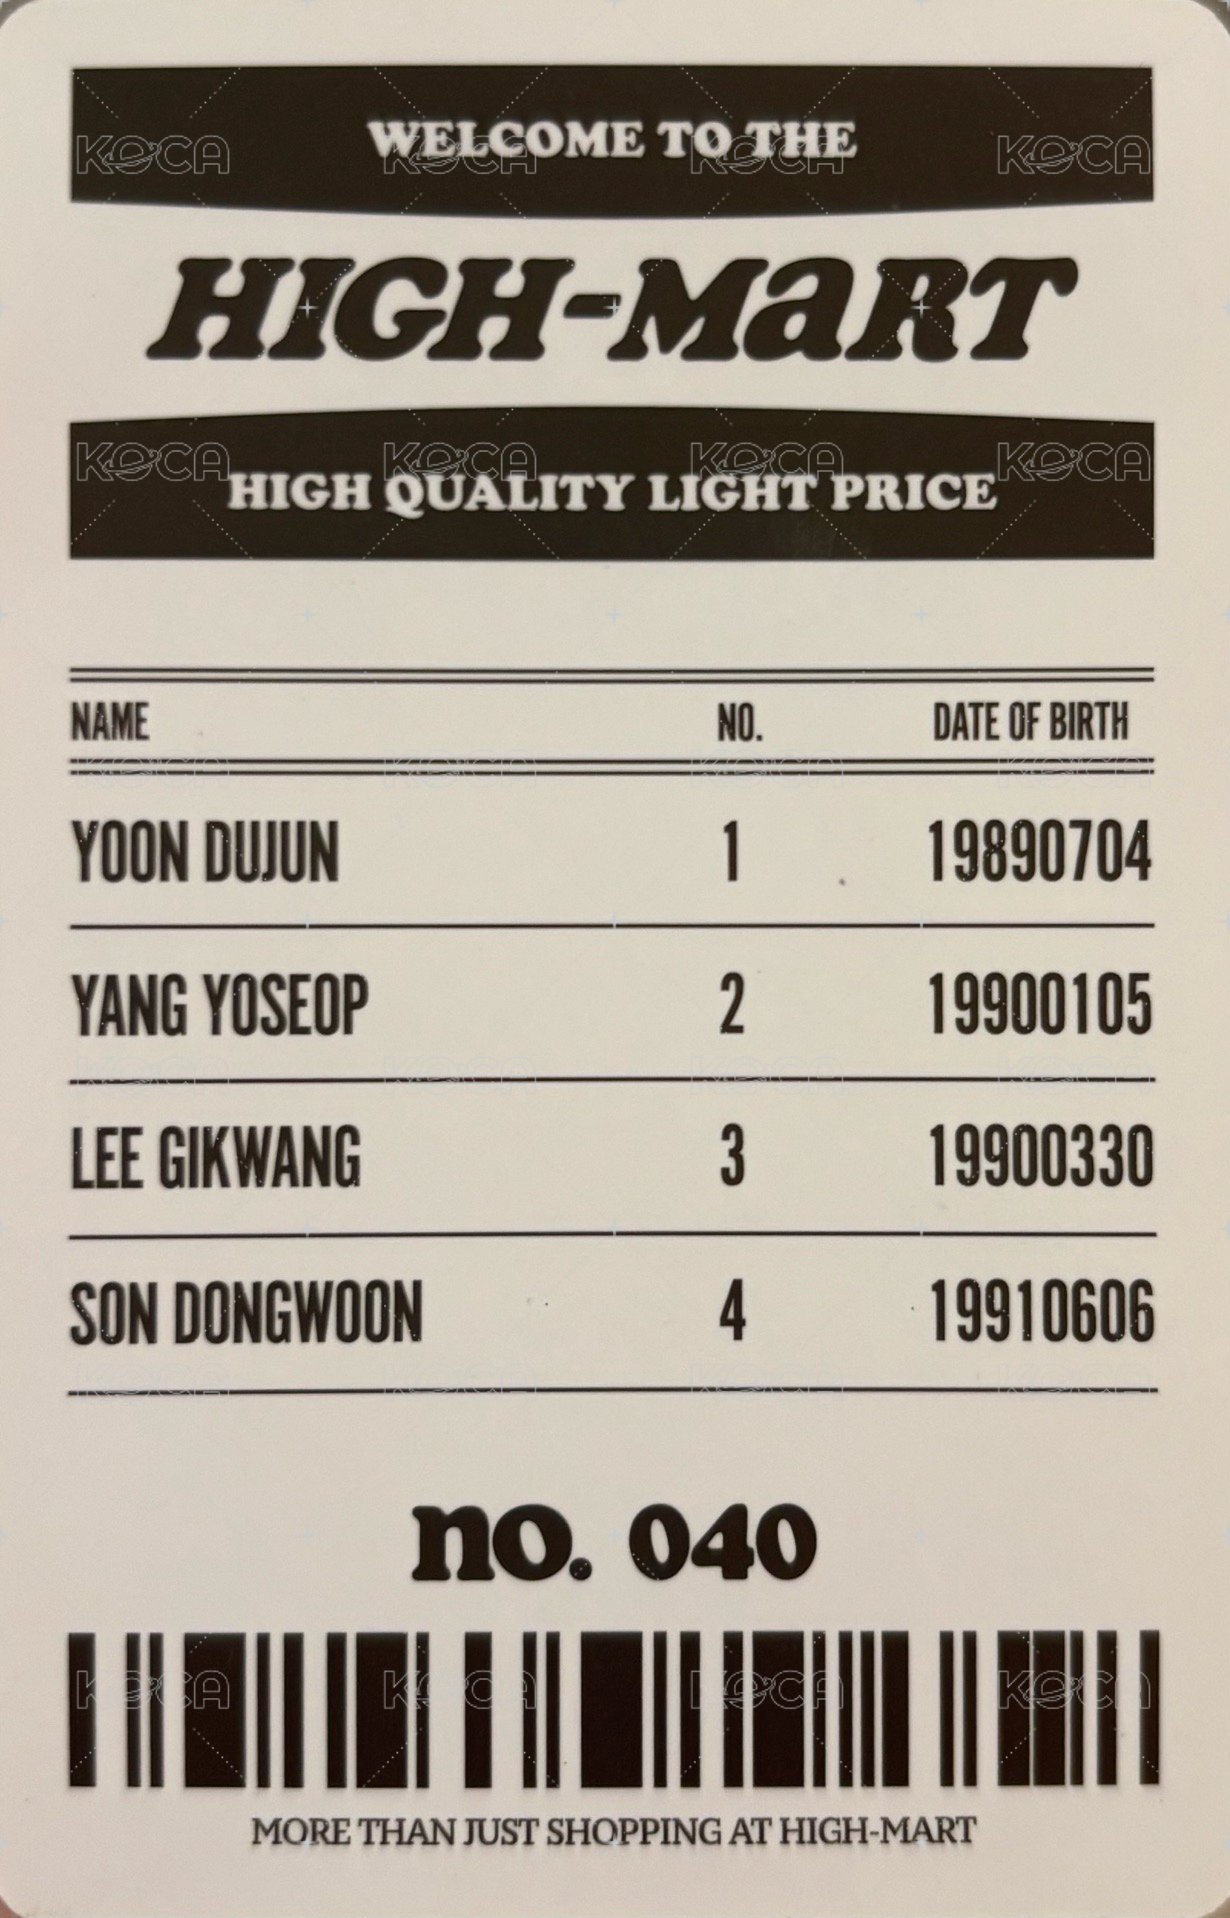 WELCOME TO THE
HIGH-MART
HIGH QUALITY LIGHT PRICE
NAME NO. DATE OF BIRTH
YOON DUJUN 1 19890704
YANG YOSEOP 2 19900105
LEE GIKWANG 3 19900330
SON DONGWOON 4 19910606
no. 040
MORE THAN JUST SHOPPING AT HIGH-MART
KOCA